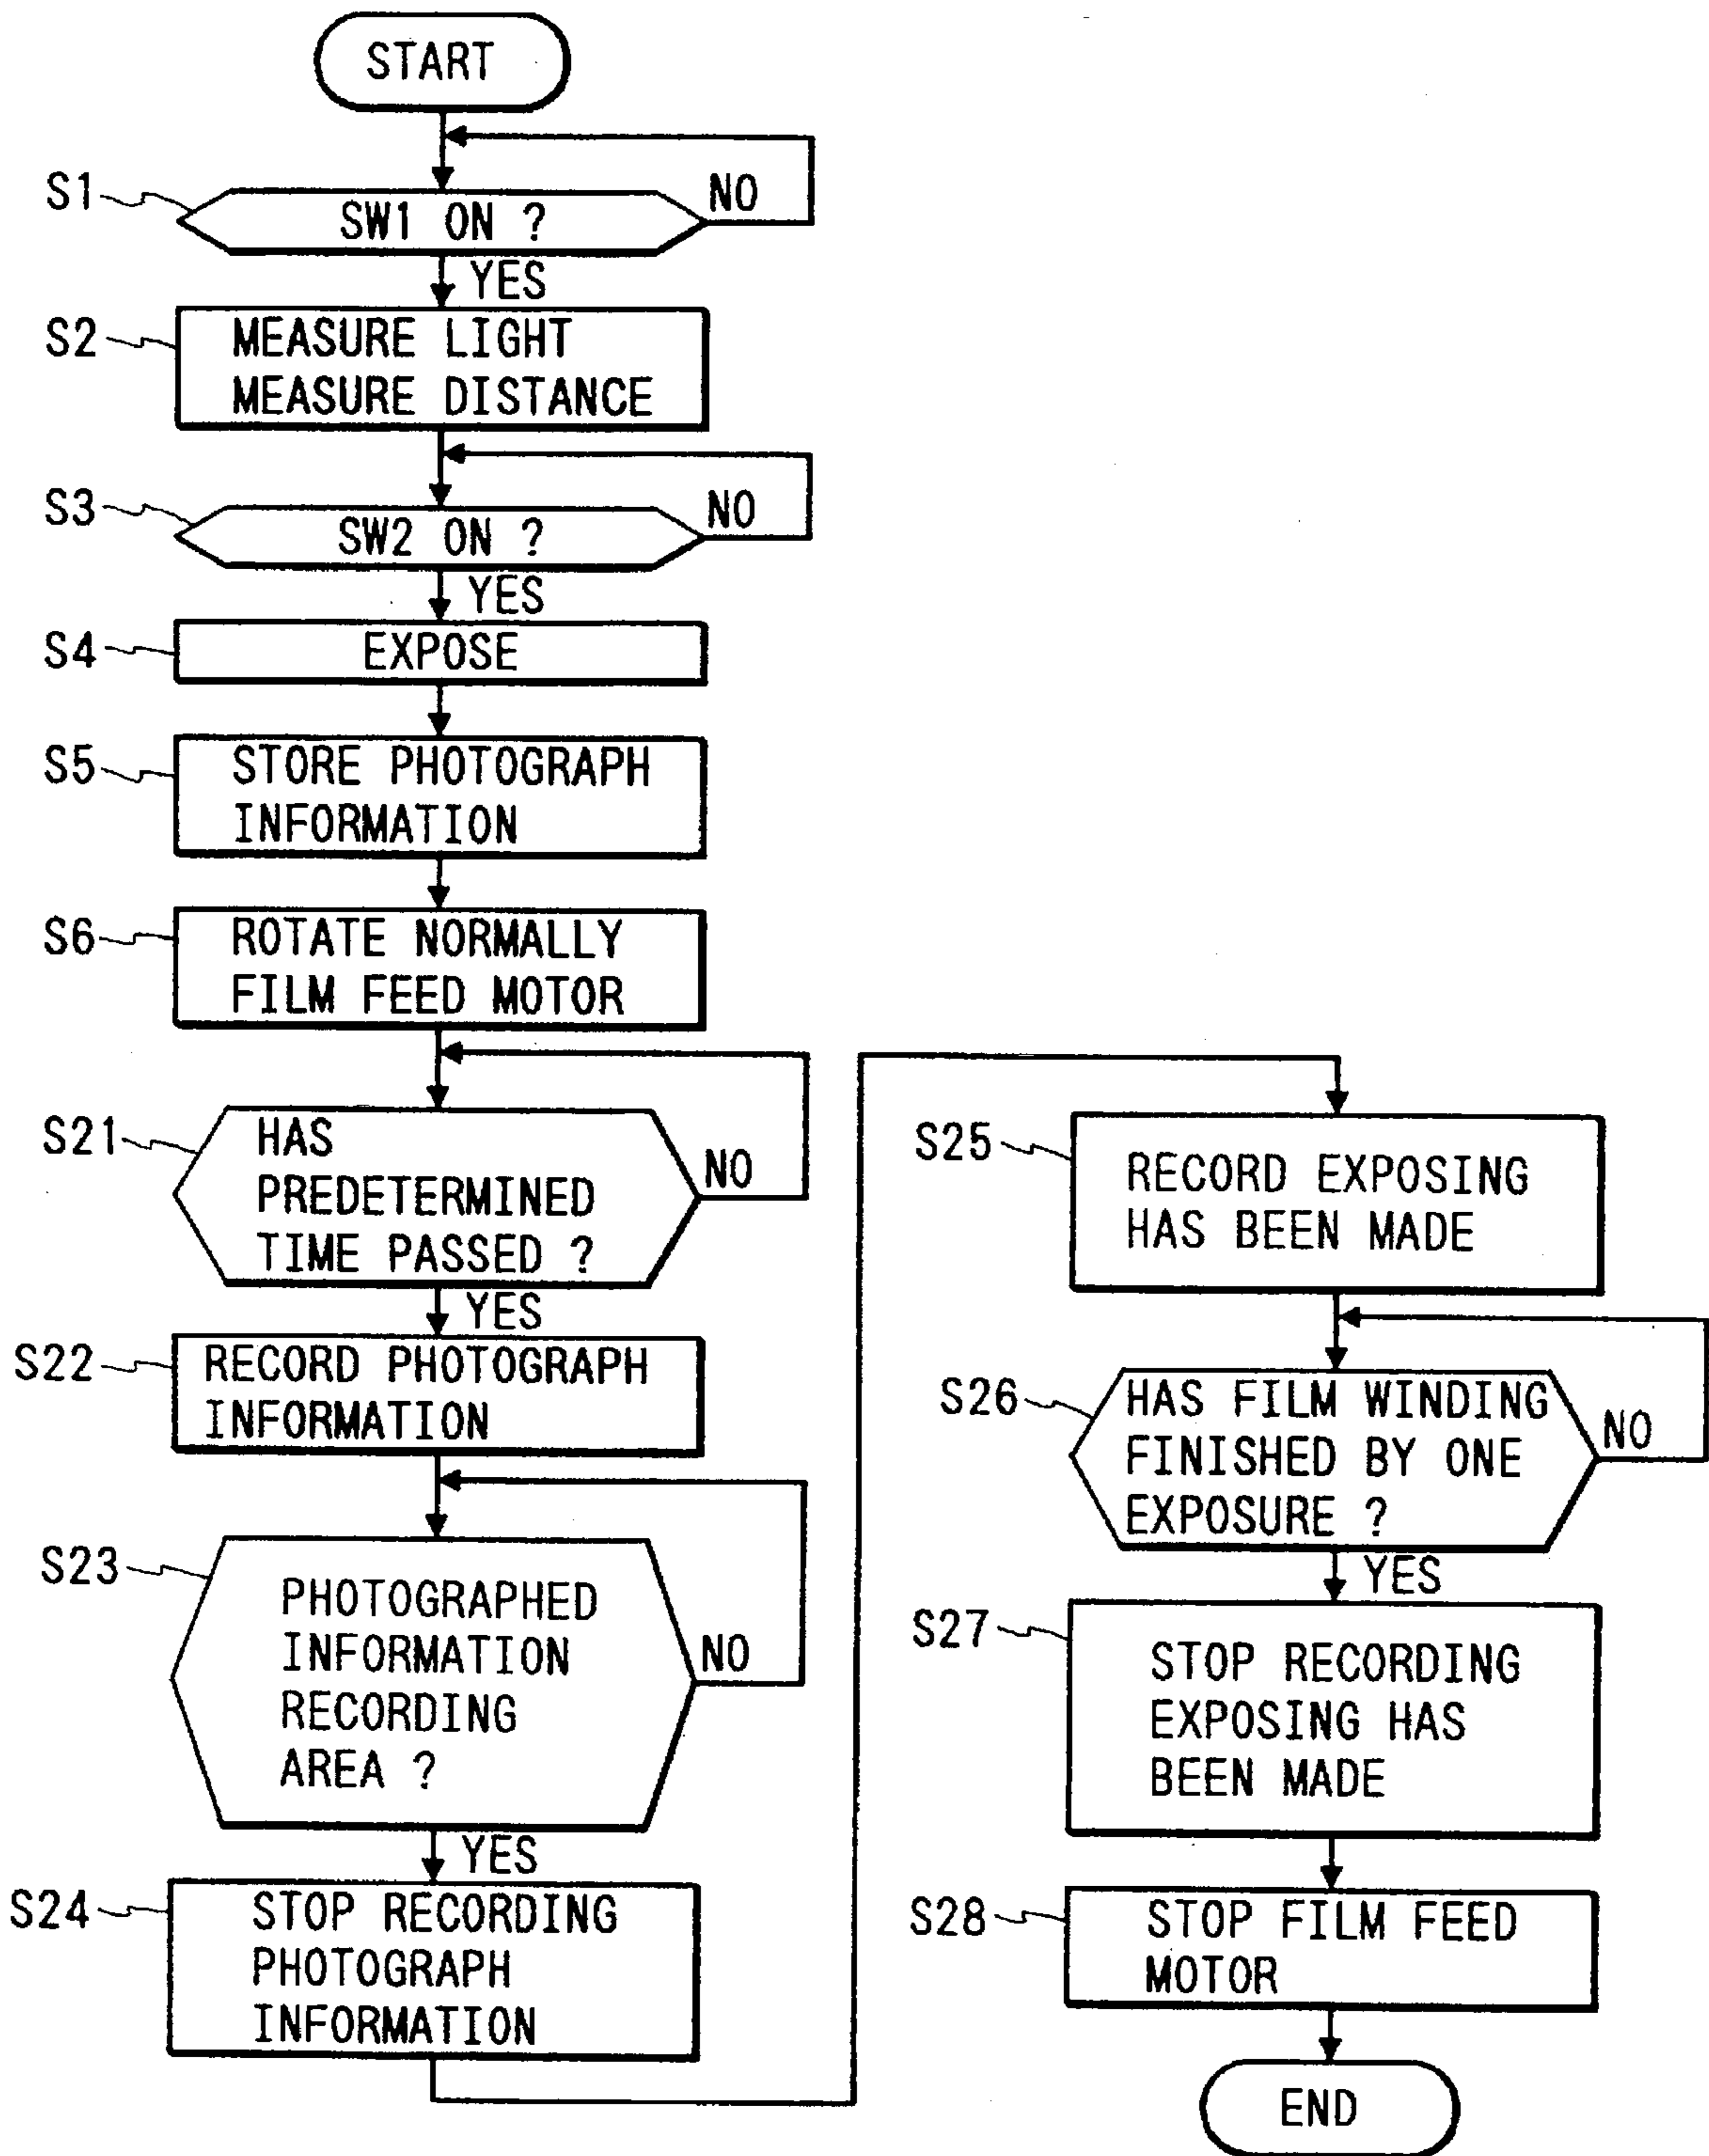 START
S1
SW1 ON ?
NO
YES
S2
MEASURE LIGHT
MEASURE DISTANCE
S3
SW2 ON ?
NO
YES
S4
EXPOSE
S5
STORE PHOTOGRAPH
INFORMATION
S6
ROTATE NORMALLY
FILM FEED MOTOR
S21
HAS
PREDETERMINED
TIME PASSED ?
NO
YES
S22
RECORD PHOTOGRAPH
INFORMATION
S23
PHOTOGRAPHED
INFORMATION
RECORDING
AREA ?
NO
YES
S24
STOP RECORDING
PHOTOGRAPH
INFORMATION
S25
RECORD EXPOSING
HAS BEEN MADE
S26
HAS FILM WINDING
FINISHED BY ONE
EXPOSURE ?
NO
YES
S27
STOP RECORDING
EXPOSING HAS
BEEN MADE
S28
STOP FILM FEED
MOTOR
END